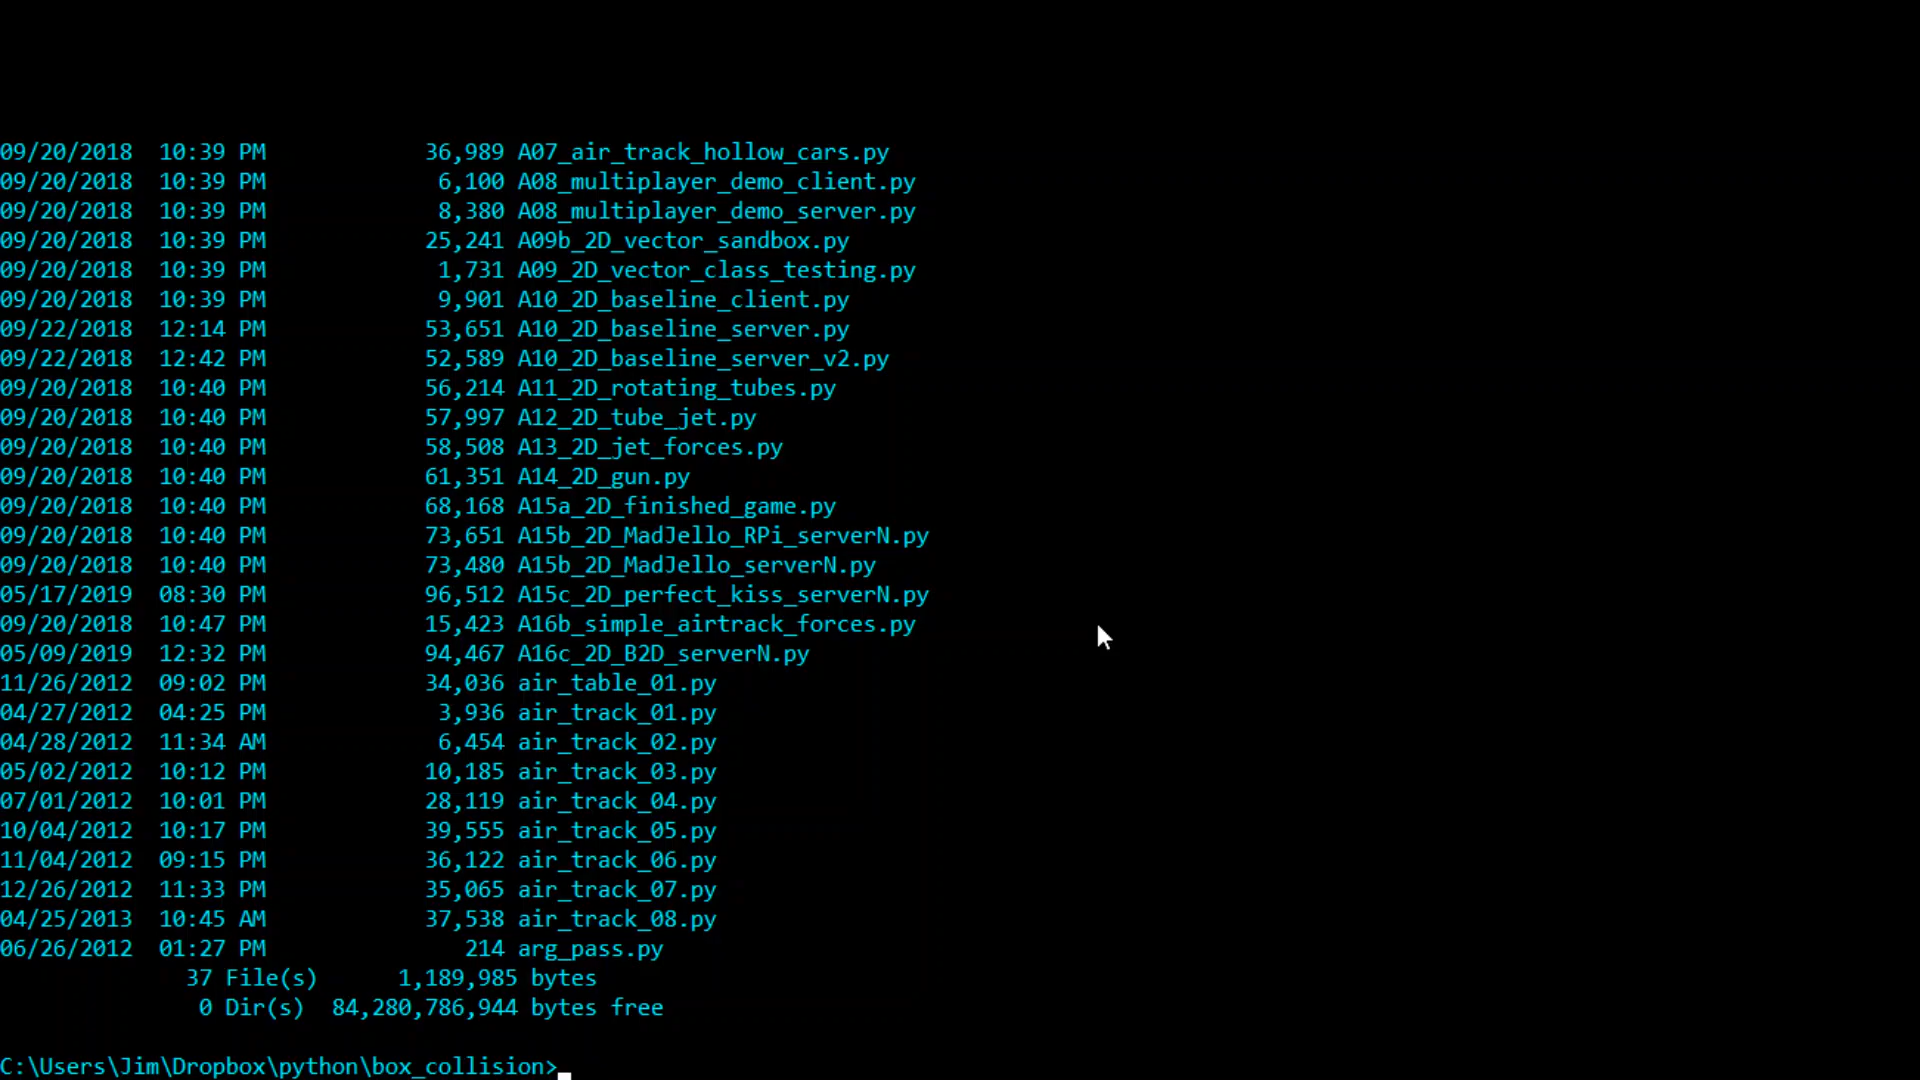 09/20/2018  10:39 PM            36,989 A07_air_track_hollow_cars.py
09/20/2018  10:39 PM             6,100 A08_multiplayer_demo_client.py
09/20/2018  10:39 PM             8,380 A08_multiplayer_demo_server.py
09/20/2018  10:39 PM            25,241 A09b_2D_vector_sandbox.py
09/20/2018  10:39 PM             1,731 A09_2D_vector_class_testing.py
09/20/2018  10:39 PM             9,901 A10_2D_baseline_client.py
09/22/2018  12:14 PM            53,651 A10_2D_baseline_server.py
09/22/2018  12:42 PM            52,589 A10_2D_baseline_server_v2.py
09/20/2018  10:40 PM            56,214 A11_2D_rotating_tubes.py
09/20/2018  10:40 PM            57,997 A12_2D_tube_jet.py
09/20/2018  10:40 PM            58,508 A13_2D_jet_forces.py
09/20/2018  10:40 PM            61,351 A14_2D_gun.py
09/20/2018  10:40 PM            68,168 A15a_2D_finished_game.py
09/20/2018  10:40 PM            73,651 A15b_2D_MadJello_RPi_serverN.py
09/20/2018  10:40 PM            73,480 A15b_2D_MadJello_serverN.py
05/17/2019  08:30 PM            96,512 A15c_2D_perfect_kiss_serverN.py
09/20/2018  10:47 PM            15,423 A16b_simple_airtrack_forces.py
05/09/2019  12:32 PM            94,467 A16c_2D_B2D_serverN.py
11/26/2012  09:02 PM            34,036 air_table_01.py
04/27/2012  04:25 PM             3,936 air_track_01.py
04/28/2012  11:34 AM             6,454 air_track_02.py
05/02/2012  10:12 PM            10,185 air_track_03.py
07/01/2012  10:01 PM            28,119 air_track_04.py
10/04/2012  10:17 PM            39,555 air_track_05.py
11/04/2012  09:15 PM            36,122 air_track_06.py
12/26/2012  11:33 PM            35,065 air_track_07.py
04/25/2013  10:45 AM            37,538 air_track_08.py
06/26/2012  01:27 PM               214 arg_pass.py
              37 File(s)      1,189,985 bytes
               0 Dir(s)  84,280,786,944 bytes free
C:\Users\Jim\Dropbox\python\box_collision>